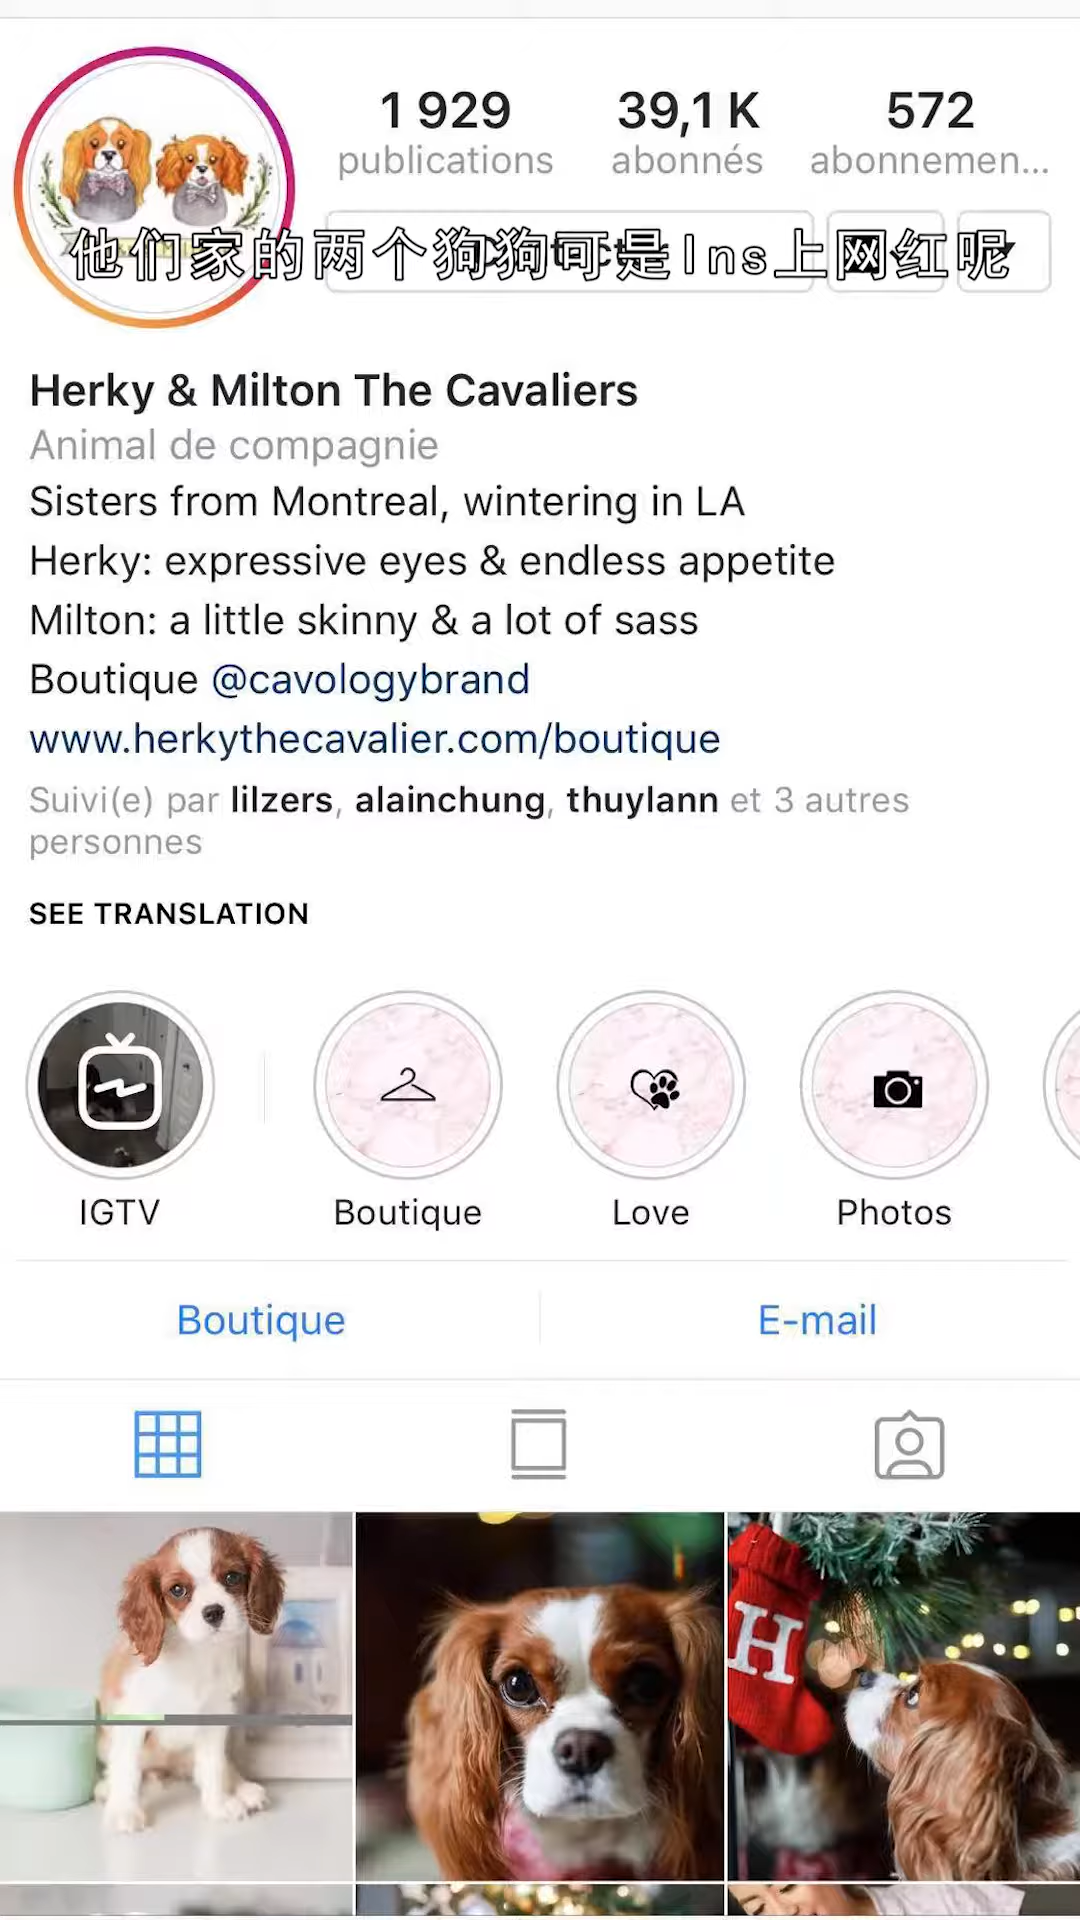 1 929
39,1 K
572
publications
abonnés
abonnemen...
他们家的两个狗狗可是Ins上网红呢
Herky & Milton The Cavaliers
Animal de compagnie
Sisters from Montreal, wintering in LA
Herky: expressive eyes & endless appetite
Milton: a little skinny & a lot of sass
Boutique @cavologybrand
www.herkythecavalier.com/boutique
Suivi(e) par lilzers, alainchung, thuylann et 3 autres
personnes
SEE TRANSLATION
IGTV
Boutique
Love
Photos
Boutique
E-mail
H